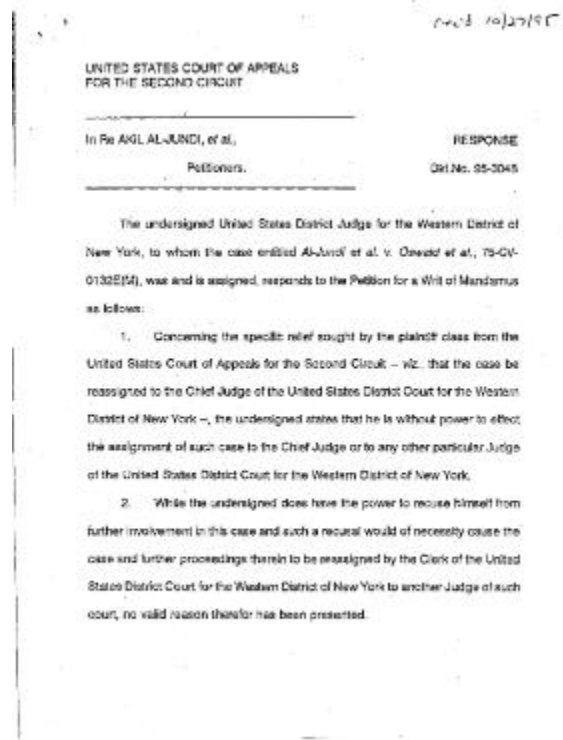 rec'd 10/27/95
UNITED STATES COURT OF APPEALS
FOR THE SECOND CIRCUIT
In Re AKIL AL-JUNDI, et al.,
RESPONSE
Petitioners.
Dkt.No. 95-3045
The undersigned United States District Judge for the Western District of
New York, to whom the case entitled Al-Jundi et al. v. Oswald et al., 75-CV-
0132E(M), was and is assigned, responds to the Petition for a Writ of Mandamus
as follows:
1. Concerning the specific relief sought by the plaintiff class from the
United States Court of Appeals for the Second Circuit – viz., that the case be
reassigned to the Chief Judge of the United States District Court for the Western
District of New York –, the undersigned states that he is without power to effect
the assignment of such case to the Chief Judge or to any other particular Judge
of the United States District Court for the Western District of New York.
2. While the undersigned does have the power to recuse himself from
further involvement in this case and such a recusal would of necessity cause the
case and further proceedings therein to be reassigned by the Clerk of the United
States District Court for the Western District of New York to another Judge of such
court, no valid reason therefor has been presented.